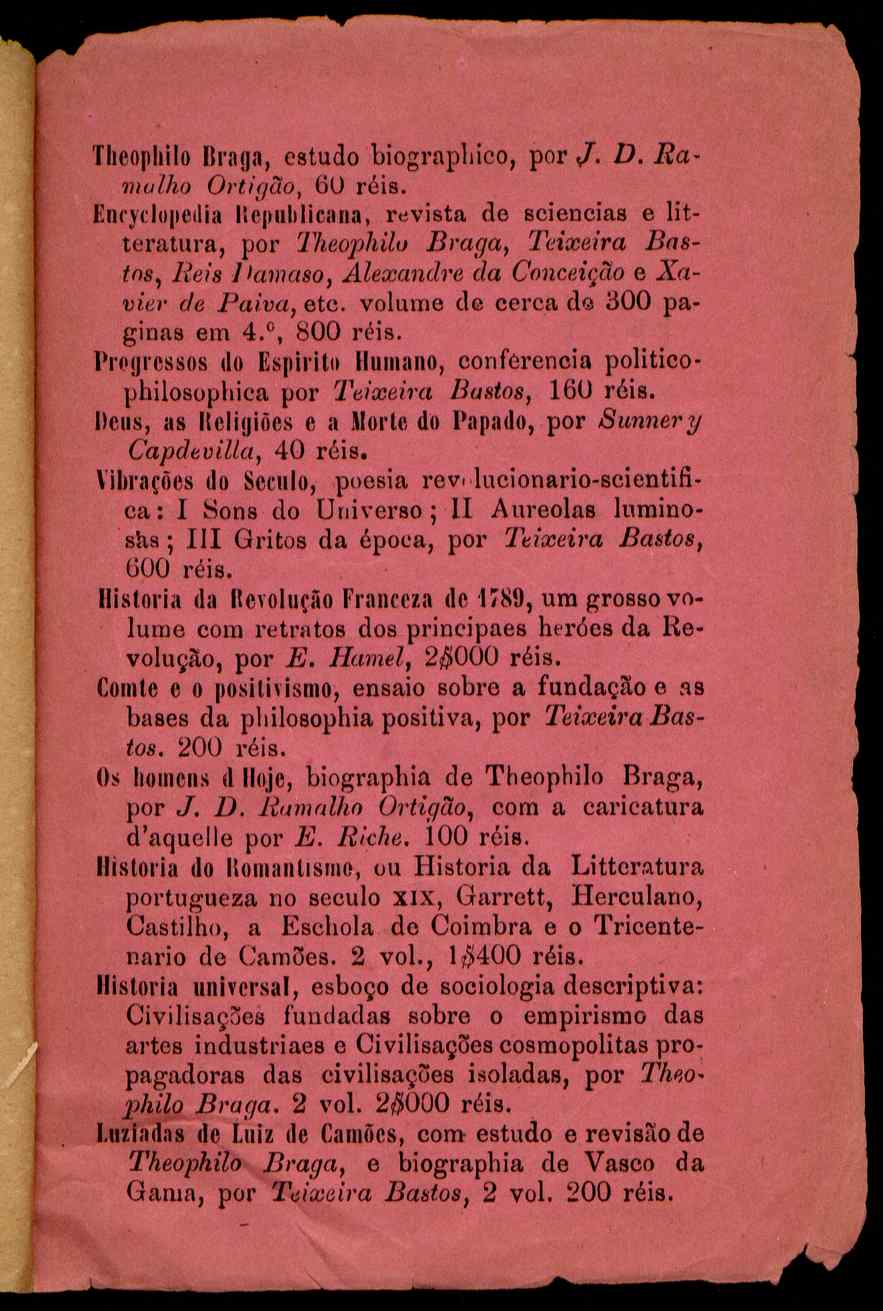 Theophilo Braga, estudo biographico, por J. D. Ra-
malho Ortigão, 60 réis.
Encyclopedia Republicana, revista de sciencias e lit-
teratura, por Theophilo Braga, Teixeira Bas-
tos, Reis Damaso, Alexandre da Conceição e Xa-
vier de Paiva, etc. volume de cerca de 300 pa-
ginas em 4.º, 800 réis.
Progressos do Espirito Humano, conferencia politico-
philosophica por Teixeira Bastos, 160 réis.
Deus, as Religiões e a Morte do Papado, por Sunner y
Capdevilla, 40 réis.
Vibrações do Seculo, poesia revolucionario-scientifi-
ca: I Sons do Universo; II Aureolas lumino-
sas; III Gritos da época, por Teixeira Bastos,
600 réis.
Historia da Revolução Franceza de 1789, um grosso vo-
lume com retratos dos principaes heróes da Re-
volução, por E. Hamel, 2$000 réis.
Comte e o positivismo, ensaio sobre a fundação e as
bases da philosophia positiva, por Teixeira Bas-
tos. 200 réis.
Os homens d'Hoje, biographia de Theophilo Braga,
por J. D. Ramalho Ortigão, com a caricatura
d'aquelle por E. Riche. 100 réis.
Historia do Romantismo, ou Historia da Litteratura
portugueza no seculo XIX, Garrett, Herculano,
Castilho, a Eschola de Coimbra e o Tricente-
nario de Camões. 2 vol., 1$400 réis.
Historia universal, esboço de sociologia descriptiva:
Civilisações fundadas sobre o empirismo das
artes industriaes e Civilisações cosmopolitas pro-
pagadoras das civilisações isoladas, por Theo-
philo Braga. 2 vol. 2$000 réis.
Luziadas de Luiz de Camões, com estudo e revisão de
Theophilo Braga, e biographia de Vasco da
Gama, por Teixeira Bastos, 2 vol. 200 réis.